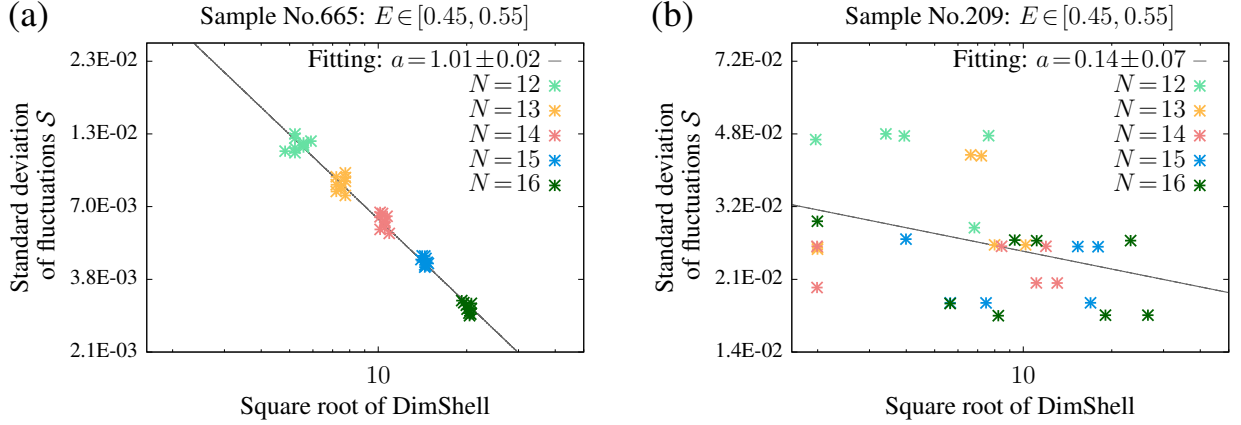 (a)
Sample No.665: E ∈ [0.45, 0.55]
Standard deviation
of fluctuations S
2.3E-02
1.3E-02
7.0E-03
3.8E-03
2.1E-03
Fitting: a = 1.01 ± 0.02
N = 12
N = 13
N = 14
N = 15
N = 16
10
Square root of DimShell
(b)
Sample No.209: E ∈ [0.45, 0.55]
Standard deviation
of fluctuations S
7.2E-02
4.8E-02
3.2E-02
2.1E-02
1.4E-02
Fitting: a = 0.14 ± 0.07
N = 12
N = 13
N = 14
N = 15
N = 16
10
Square root of DimShell